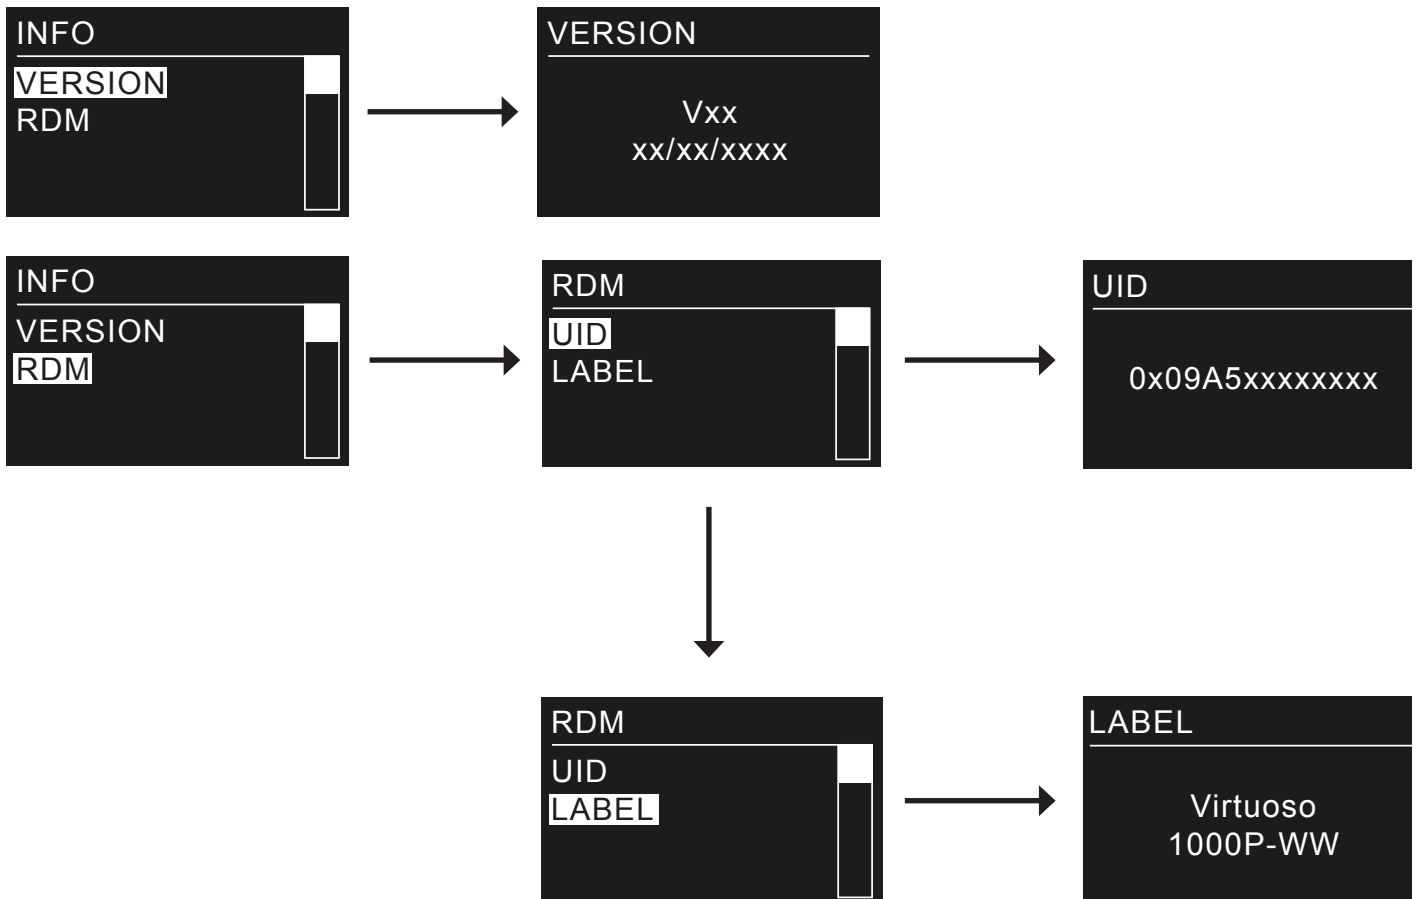 INFO
VERSION
RDM
VERSION
Vxx
xx/xx/xxxx
INFO
VERSION
RDM
RDM
UID
LABEL
UID
0x09A5xxxxxxxx
RDM
UID
LABEL
LABEL
Virtuoso
1000P-WW